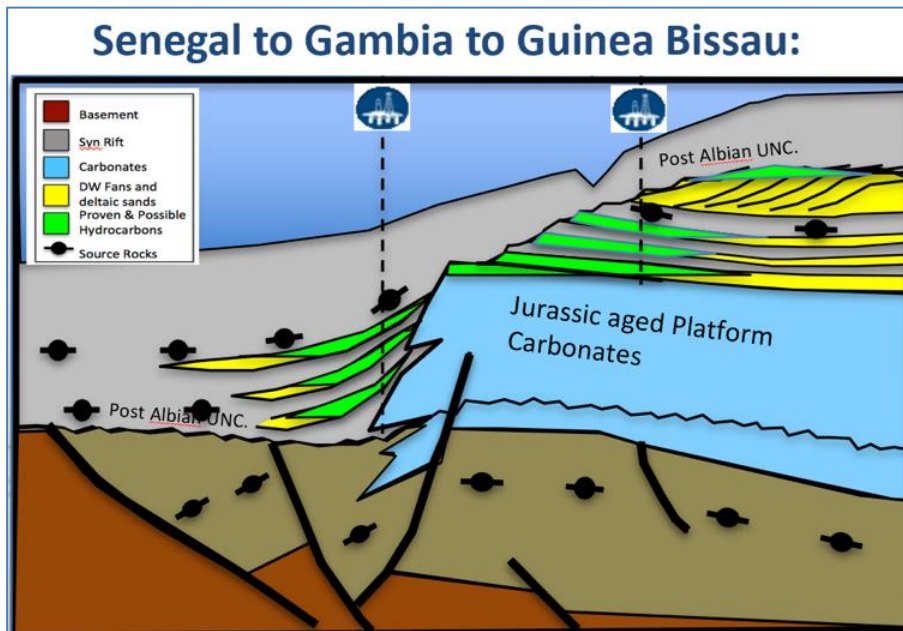 Senegal to Gambia to Guinea Bissau:
Basement
Syn Rift
Carbonates
DW Fans and
deltaic sands
Proven & Possible
Hydrocarbons
Source Rocks
Post Albian UNC.
Jurassic aged Platform
Carbonates
Post Albian UNC.